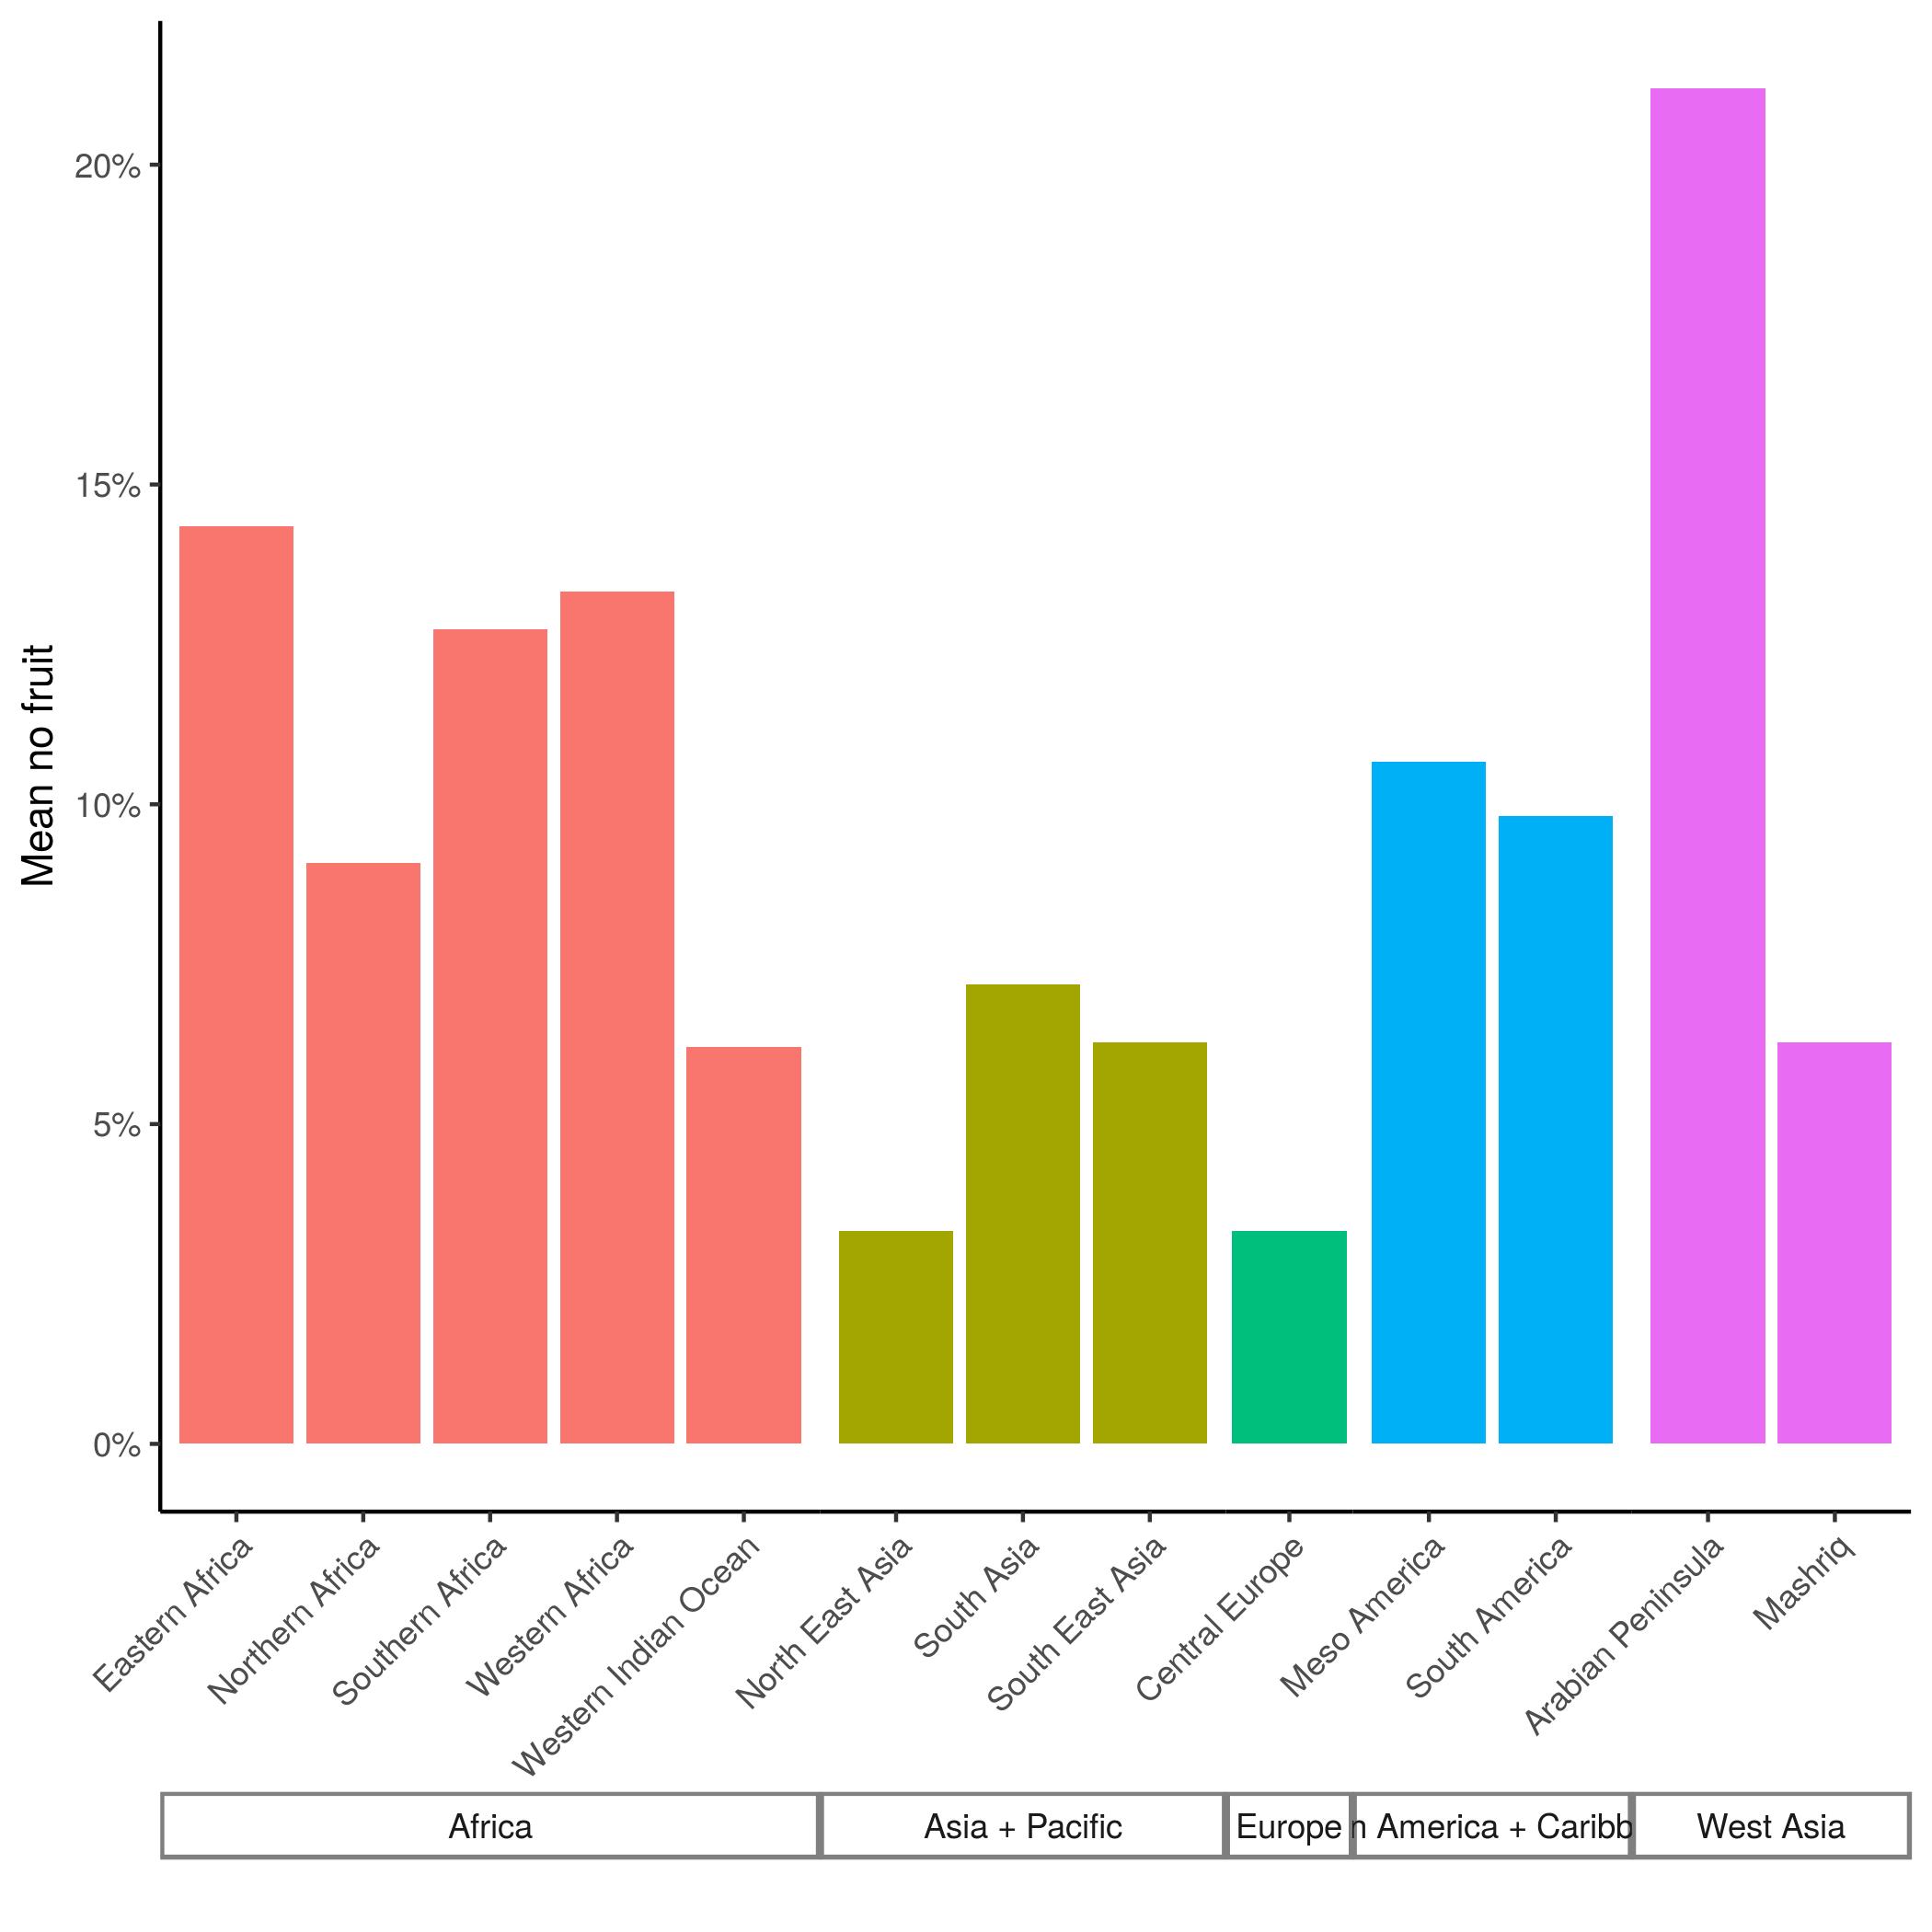 Mean no fruit
20%
15%
10%
5%
0%
Eastern Africa
Northern Africa
Southern Africa
Western Africa
Western Indian Ocean
North East Asia
South Asia
South East Asia
Central Europe
Meso America
South America
Arabian Peninsula
Mashriq
Africa
Asia + Pacific
Europe
n America + Caribb
West Asia